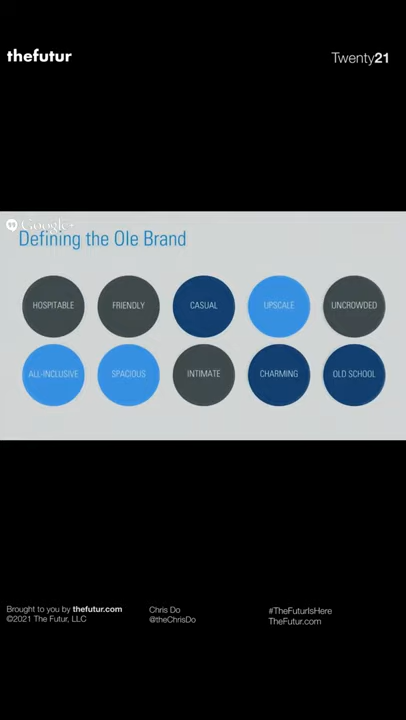 thefutur
Twenty21
Google+
Defining the Ole Brand
HOSPITABLE
FRIENDLY
CASUAL
UPSCALE
UNCROWDED
ALL-INCLUSIVE
SPACIOUS
INTIMATE
CHARMING
OLD SCHOOL
Brought to you by thefutur.com
©2021 The Futur, LLC
Chris Do
@theChrisDo
#TheFuturIsHere
TheFutur.com